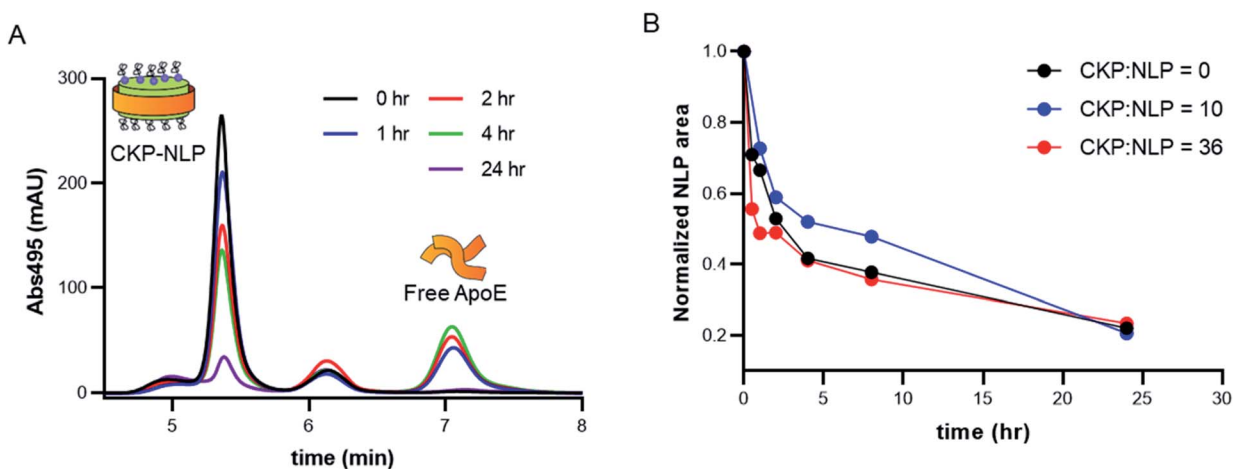 A
B
300
200
100
0
Abs495 (mAU)
CKP-NLP
0 hr
2 hr
1 hr
4 hr
24 hr
Free ApoE
5
6
7
8
time (min)
1.0
0.8
0.6
0.4
0.2
Normalized NLP area
CKP:NLP = 0
CKP:NLP = 10
CKP:NLP = 36
0
5
10
15
20
25
30
time (hr)